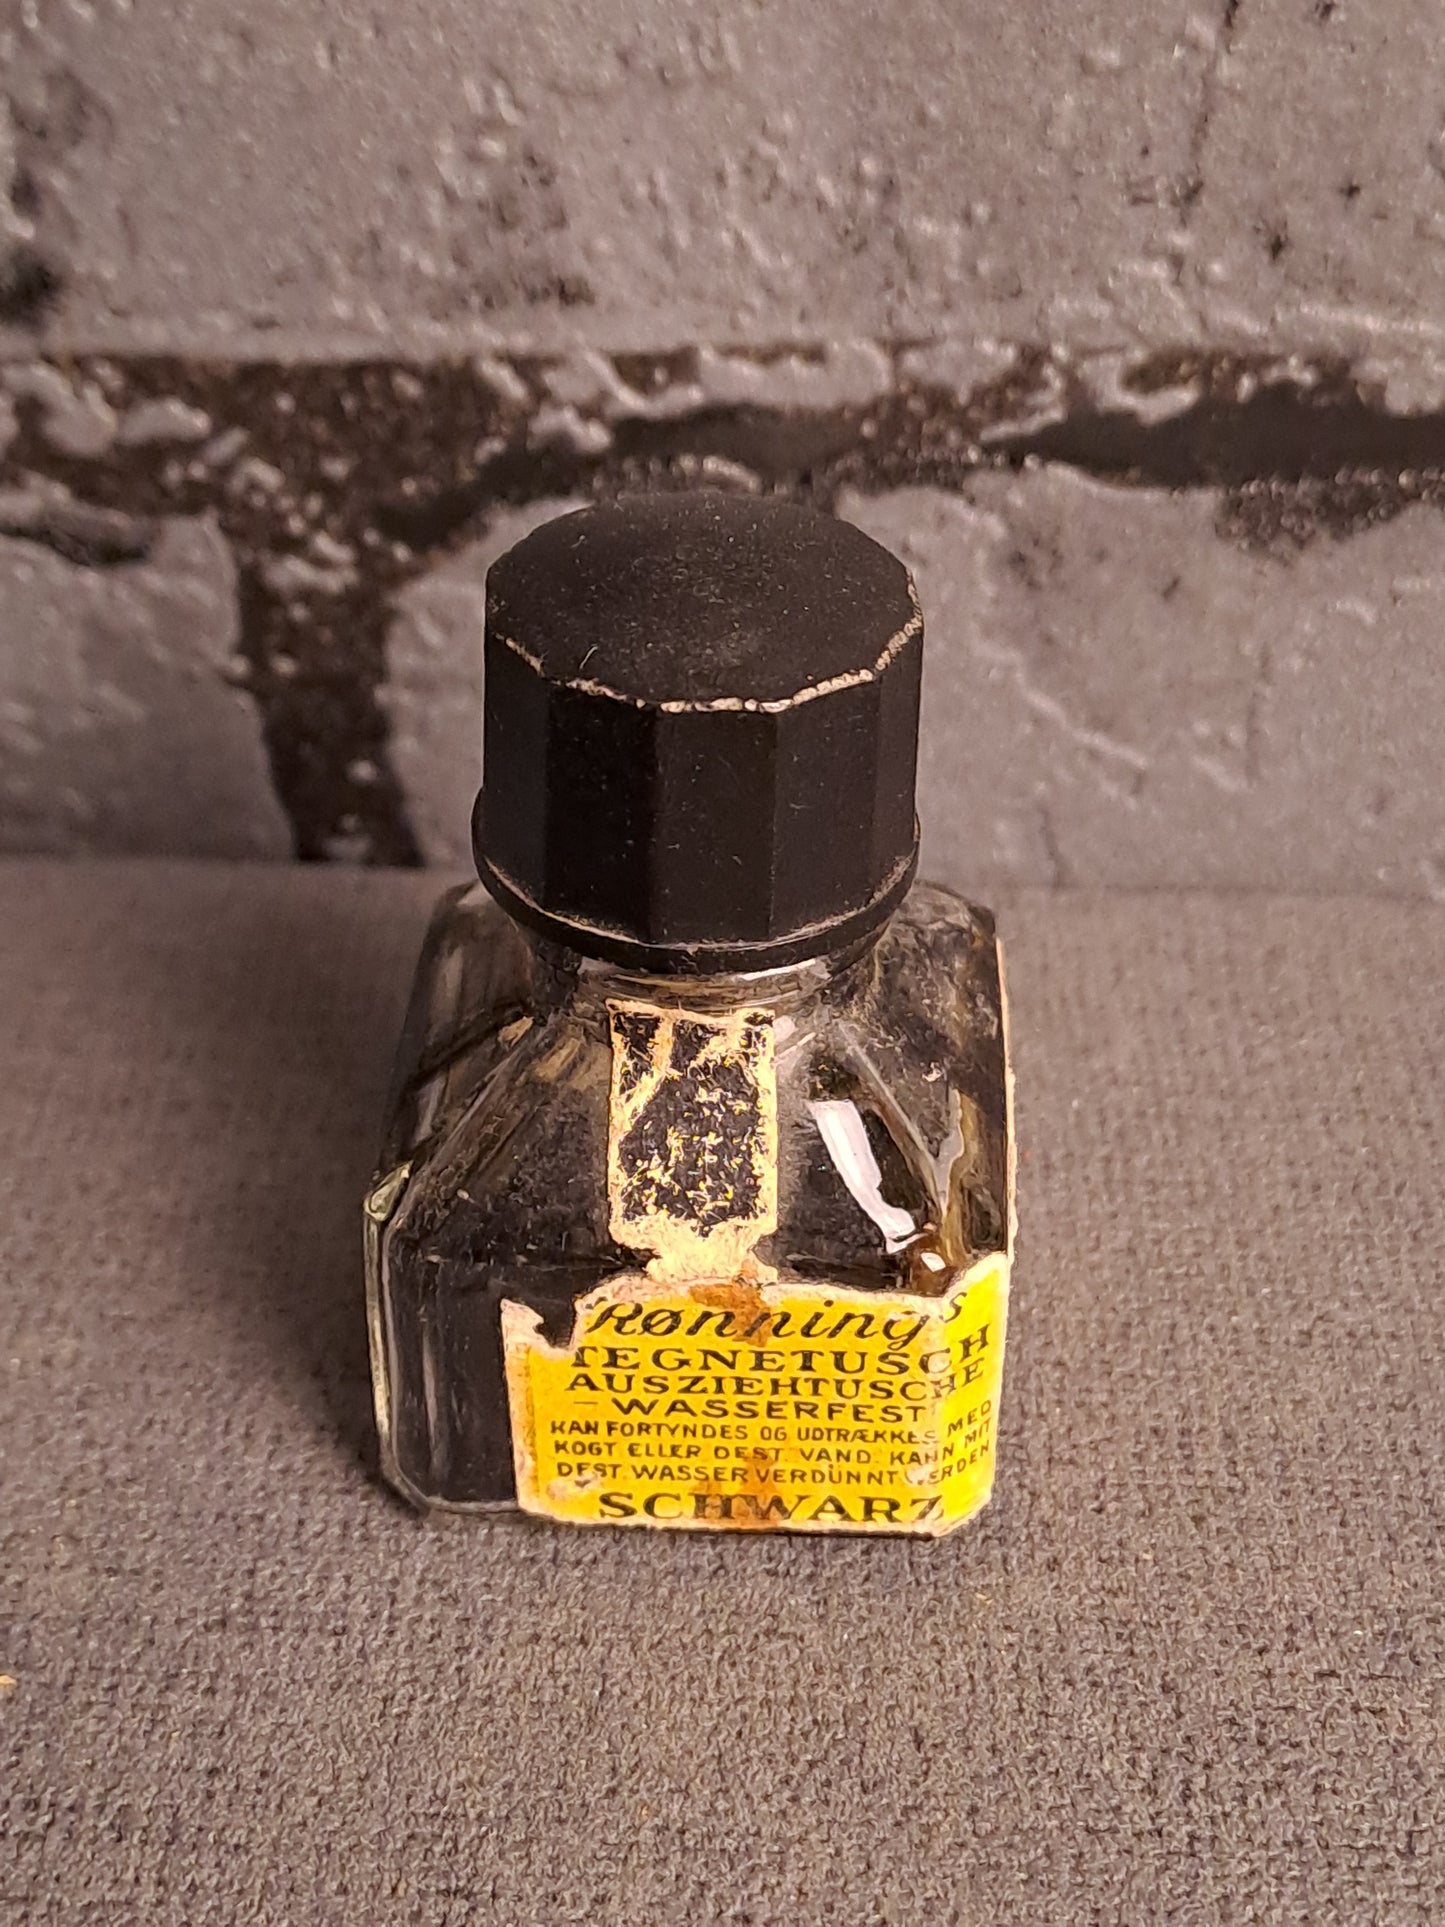 Rønning's
TEGNETUSCH
AUSZIEHTUSCHE
– WASSERFEST
KAN FORTYNDES OG UDTRÆKKES MED
KOGT ELLER DEST. VAND. KANN MIT
DEST. WASSER VERDÜNNT WERDEN
SCHWARZ